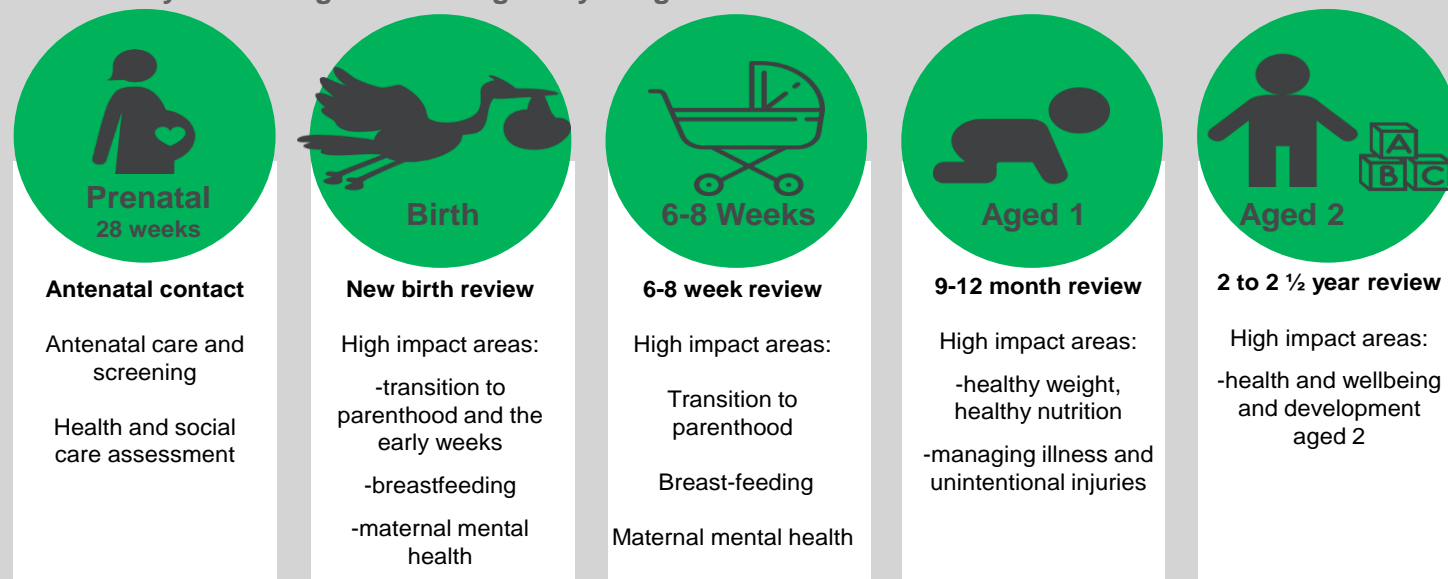 Prenatal
28 weeks
Antenatal contact
Antenatal care and
screening
Health and social
care assessment
Birth
New birth review
High impact areas:
-transition to
parenthood and the
early weeks
-breastfeeding
-maternal mental
health
6-8 Weeks
6-8 week review
High impact areas:
Transition to
parenthood
Breast-feeding
Maternal mental health
Aged 1
9-12 month review
High impact areas:
-healthy weight,
healthy nutrition
-managing illness and
unintentional injuries
A
B C
Aged 2
2 to 2 ½ year review
High impact areas:
-health and wellbeing
and development
aged 2